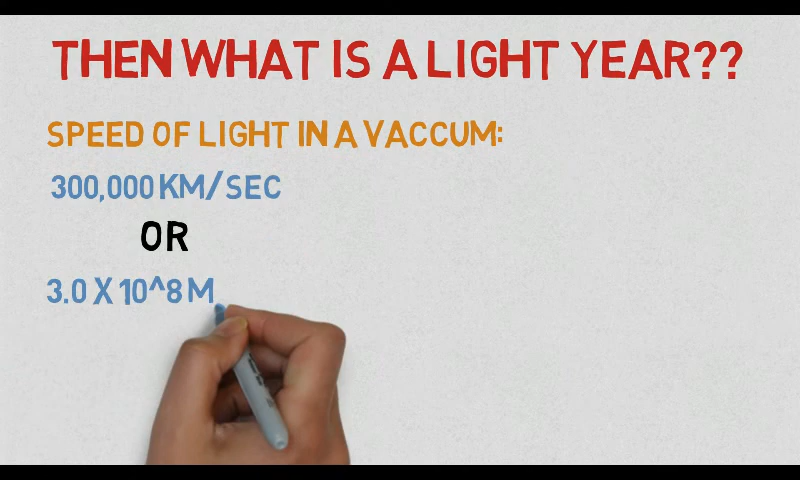 THEN WHAT IS A LIGHT YEAR??
SPEED OF LIGHT IN A VACCUM:
300,000 KM/SEC
OR
3.0 X 10^8 M